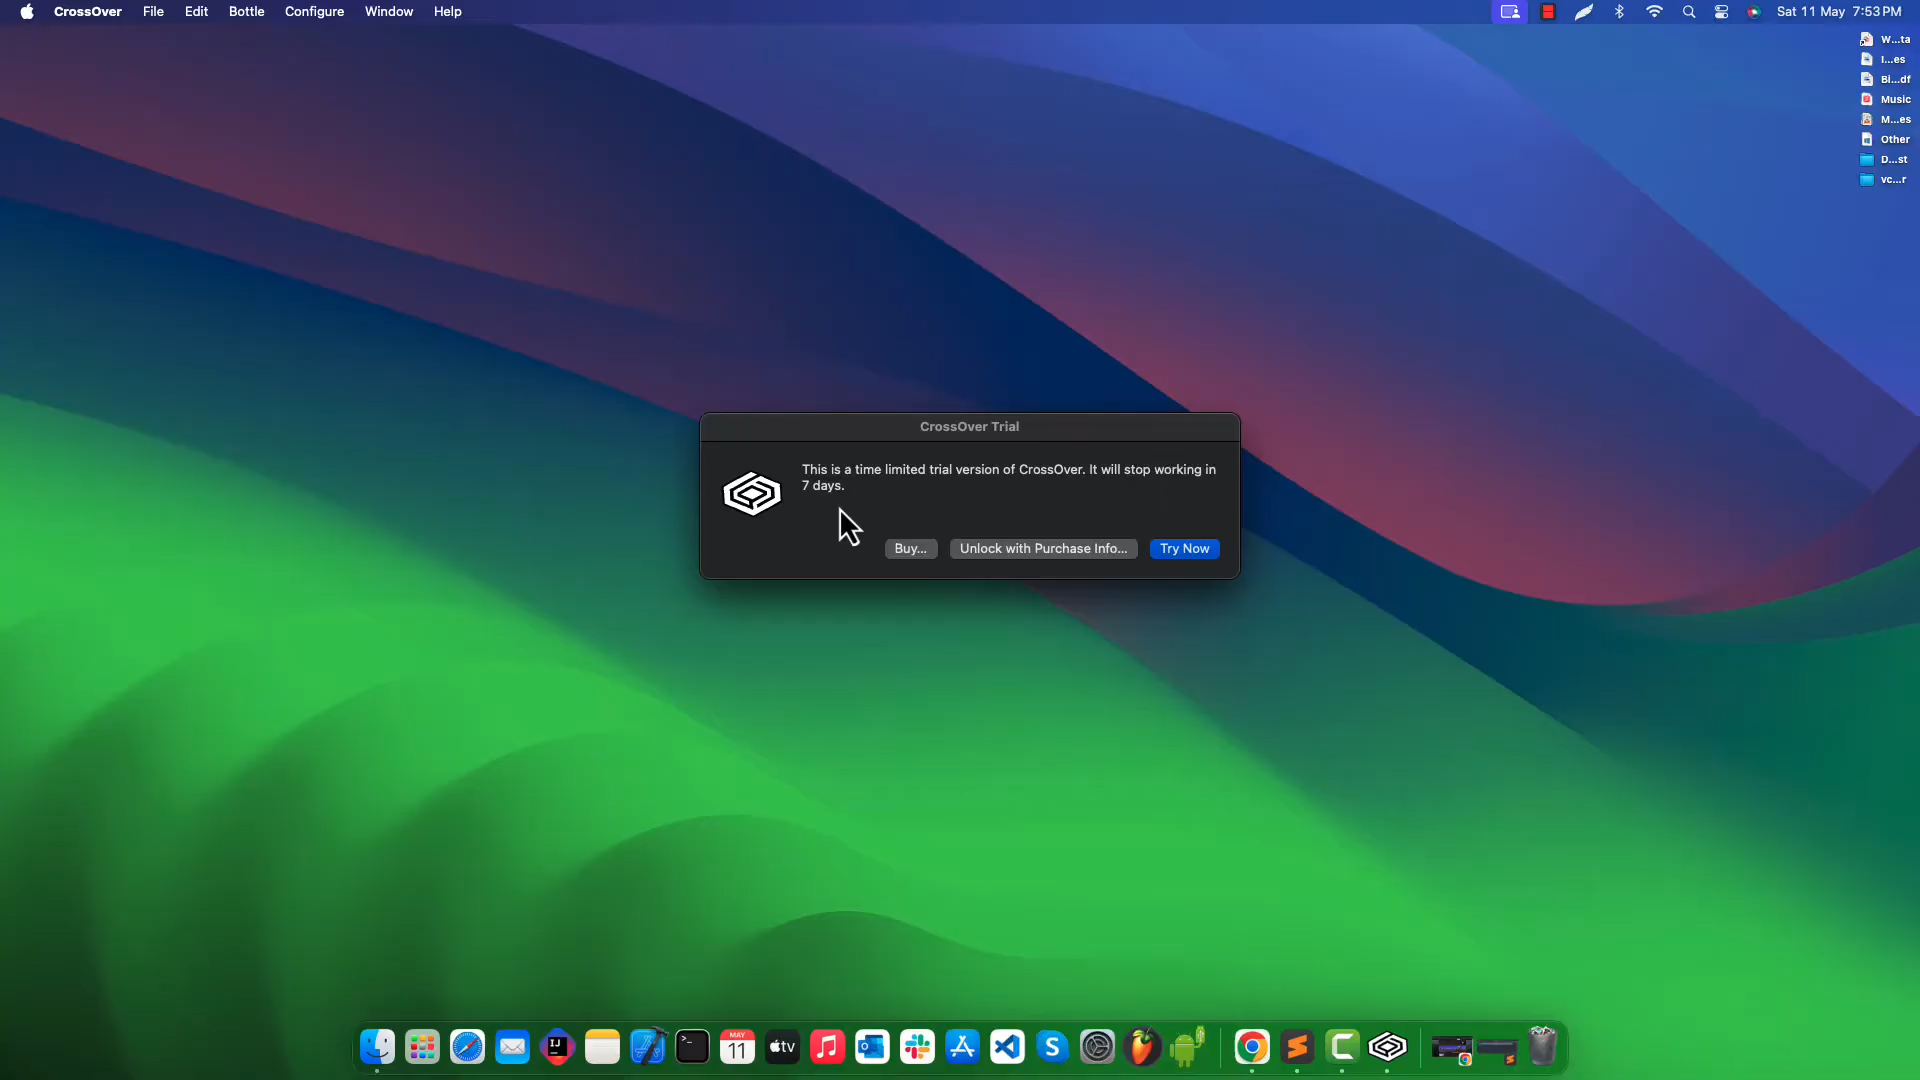 CrossOver File Edit Bottle Configure Window Help Sat 11 May 7:53 PM
W...ta
I...es
Bi...df
Music
M...es
Other
D...st
vc...r
CrossOver Trial
This is a time limited trial version of CrossOver. It will stop working in
7 days.
Buy... Unlock with Purchase Info... Try Now
MAY
11
tv